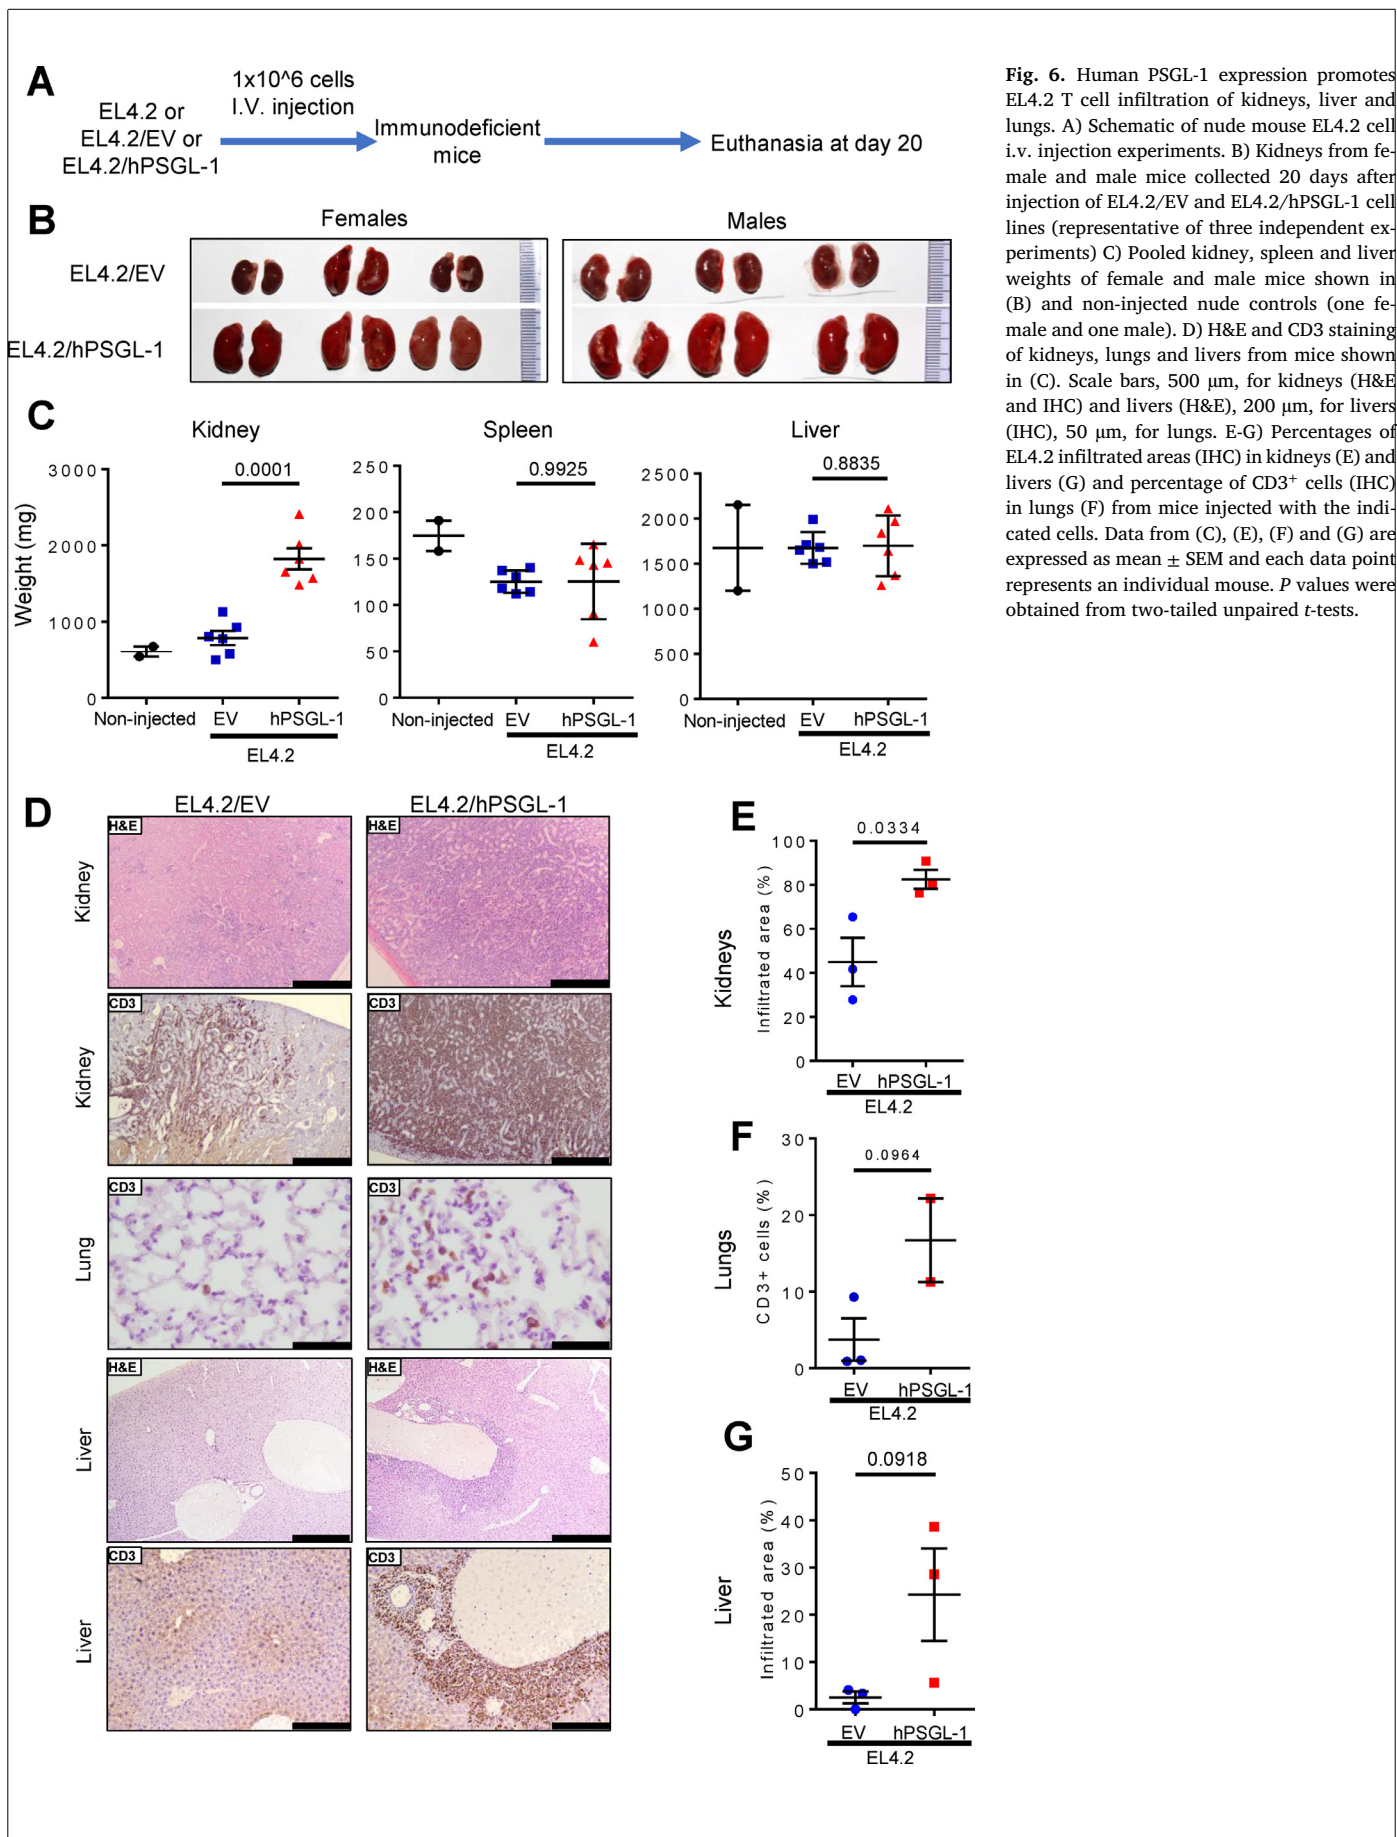 A
EL4.2 or
EL4.2/EV or
EL4.2/hPSGL-1
1x10^6 cells
I.V. injection
Immunodeficient
mice
Euthanasia at day 20
B
Females
Males
EL4.2/EV
EL4.2/hPSGL-1
C
Kidney
Weight (mg)
3000
2000
1000
0
0.0001
Non-injected
EV
hPSGL-1
EL4.2
Spleen
250
200
150
100
50
0
0.9925
Non-injected
EV
hPSGL-1
EL4.2
Liver
2500
2000
1500
1000
500
0
0.8835
Non-injected
EV
hPSGL-1
EL4.2
D
EL4.2/EV
EL4.2/hPSGL-1
Kidney
H&E
H&E
Kidney
CD3
CD3
Lung
CD3
CD3
Liver
H&E
H&E
Liver
CD3
CD3
E
Kidneys
Infiltrated area (%)
100
80
60
40
20
0
0.0334
EV
hPSGL-1
EL4.2
F
Lungs
CD3+ cells (%)
30
20
10
0
0.0964
EV
hPSGL-1
EL4.2
G
Liver
Infiltrated area (%)
50
40
30
20
10
0
0.0918
EV
hPSGL-1
EL4.2
Fig. 6. Human PSGL-1 expression promotes
EL4.2 T cell infiltration of kidneys, liver and
lungs. A) Schematic of nude mouse EL4.2 cell
i.v. injection experiments. B) Kidneys from fe-
male and male mice collected 20 days after
injection of EL4.2/EV and EL4.2/hPSGL-1 cell
lines (representative of three independent ex-
periments) C) Pooled kidney, spleen and liver
weights of female and male mice shown in
(B) and non-injected nude controls (one fe-
male and one male). D) H&E and CD3 staining
of kidneys, lungs and livers from mice shown
in (C). Scale bars, 500 μm, for kidneys (H&E
and IHC) and livers (H&E), 200 μm, for livers
(IHC), 50 μm, for lungs. E-G) Percentages of
EL4.2 infiltrated areas (IHC) in kidneys (E) and
livers (G) and percentage of CD3⁺ cells (IHC)
in lungs (F) from mice injected with the indi-
cated cells. Data from (C), (E), (F) and (G) are
expressed as mean ± SEM and each data point
represents an individual mouse. P values were
obtained from two-tailed unpaired t-tests.